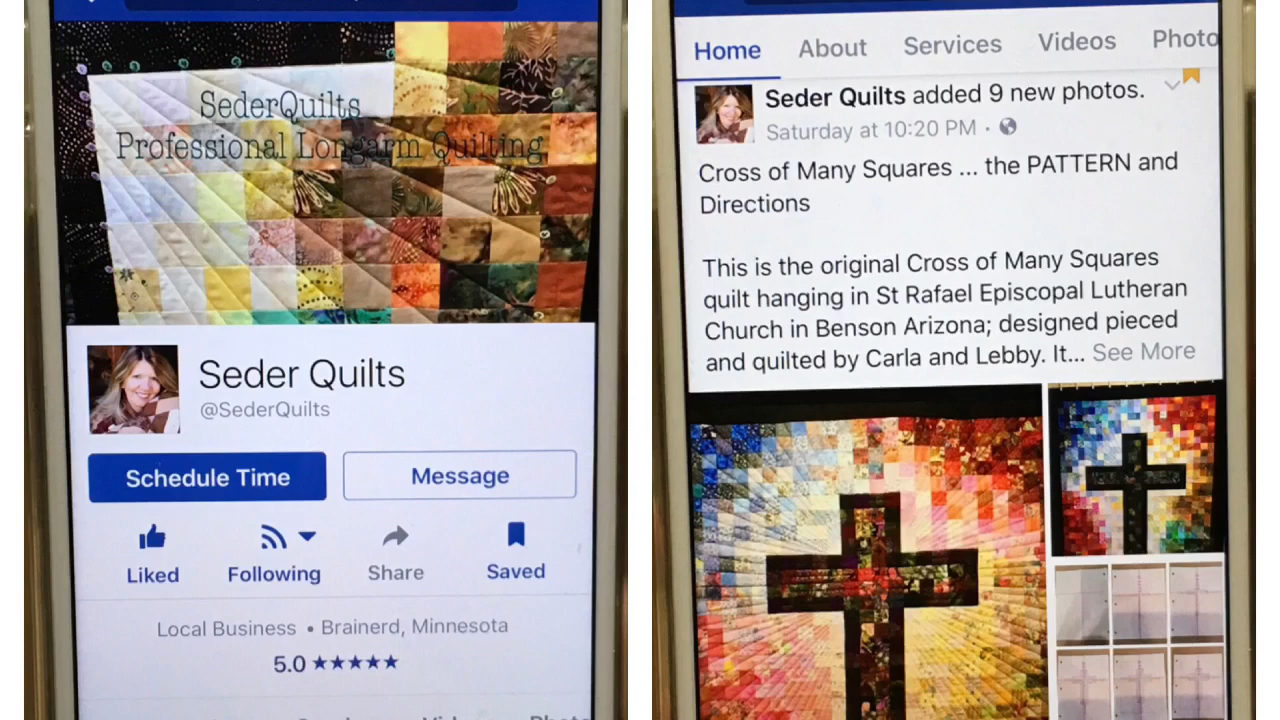 SederQuilts
Professional Longarm Quilting
Seder Quilts
@SederQuilts
Schedule Time
Message
Liked
Following
Share
Saved
Local Business • Brainerd, Minnesota
5.0 ★★★★★
Home About Services Videos Photo
Seder Quilts added 9 new photos.
Saturday at 10:20 PM ·
Cross of Many Squares ... the PATTERN and
Directions
This is the original Cross of Many Squares
quilt hanging in St Rafael Episcopal Lutheran
Church in Benson Arizona; designed pieced
and quilted by Carla and Lebby. It... See More